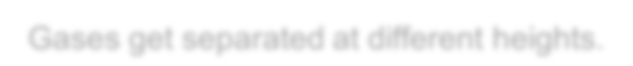 Gases get separated at different heights.